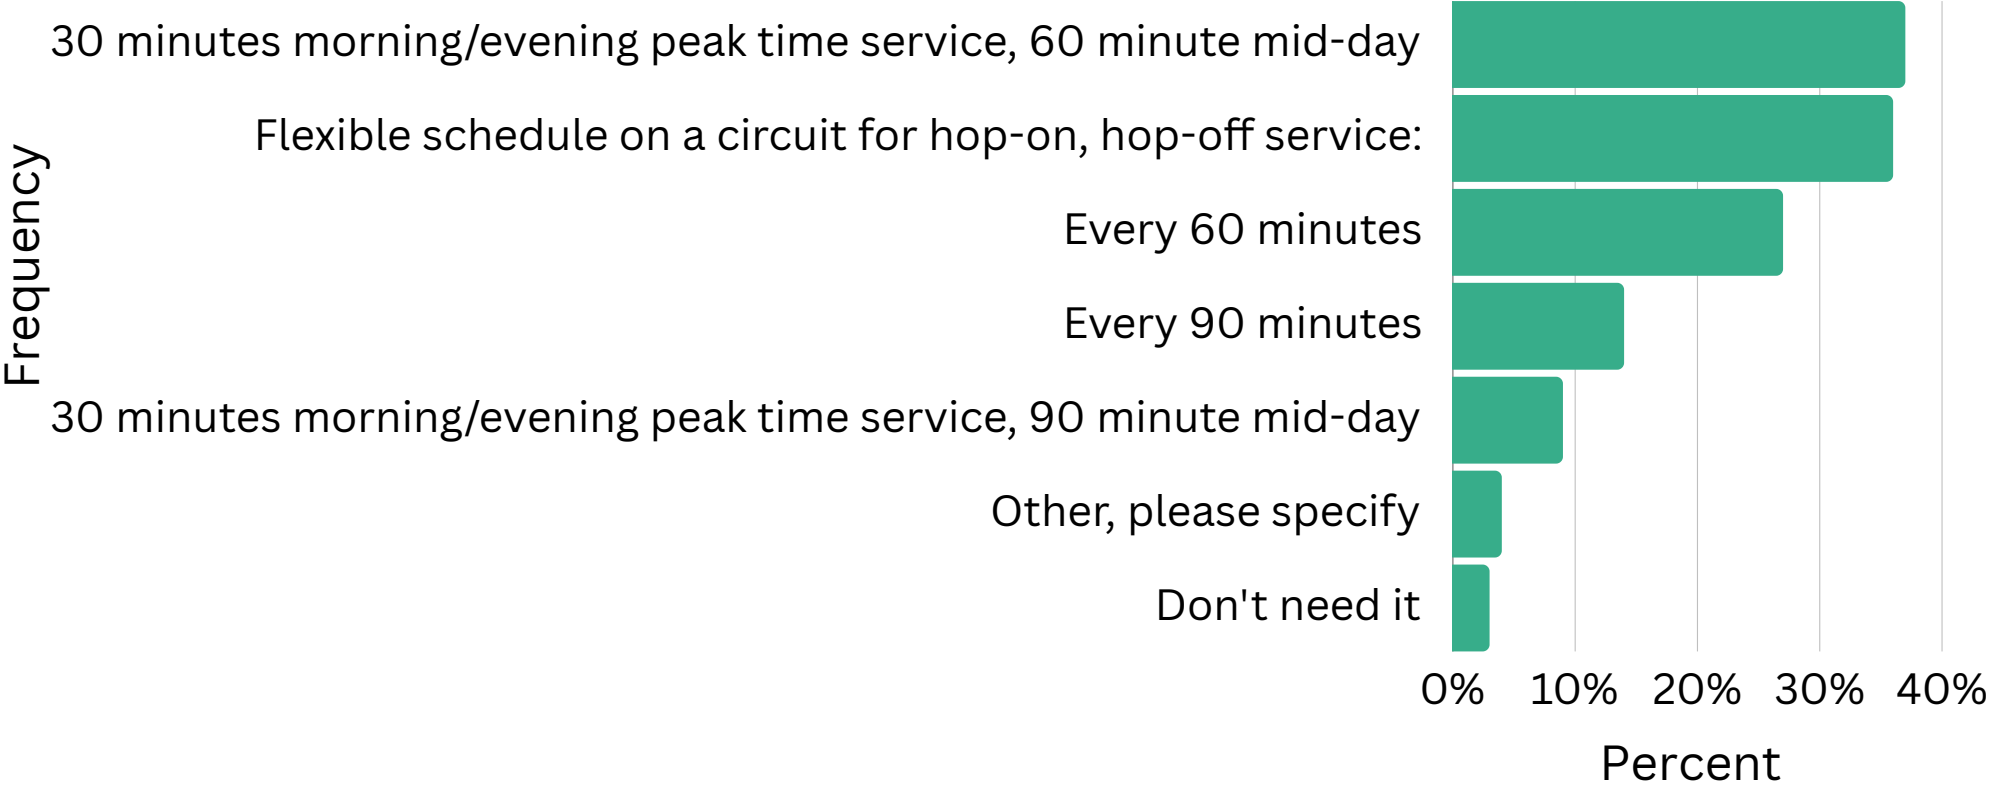 30 minutes morning/evening peak time service, 60 minute mid-day
Flexible schedule on a circuit for hop-on, hop-off service:
Every 60 minutes
Every 90 minutes
30 minutes morning/evening peak time service, 90 minute mid-day
Other, please specify
Don't need it
Frequency
0% 10% 20% 30% 40%
Percent